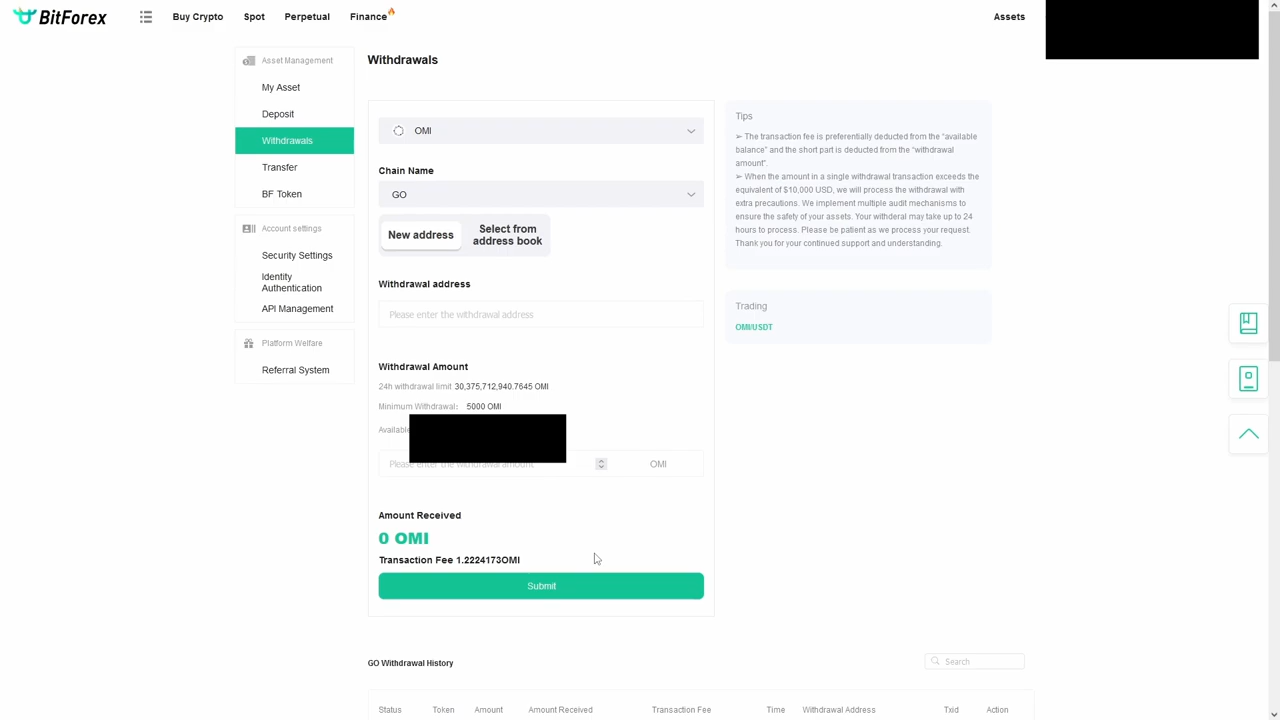 BitForex
Buy Crypto
Spot
Perpetual
Finance
Assets
Asset Management
My Asset
Deposit
Withdrawals
Transfer
BF Token
Account settings
Security Settings
Identity
Authentication
API Management
Platform Welfare
Referral System
Withdrawals
OMI
Chain Name
GO
New address
Select from
address book
Withdrawal address
Please enter the withdrawal address
Withdrawal Amount
24h withdrawal limit 30,375,712,940.7645 OMI
Minimum Withdrawal: 5000 OMI
Available
Please enter the withdrawal amount
OMI
Amount Received
0 OMI
Transaction Fee 1.2224173OMI
Submit
Tips
➢ The transaction fee is preferentially deducted from the “available
balance” and the short part is deducted from the “withdrawal
amount”.
➢ When the amount in a single withdrawal transaction exceeds the
equivalent of $10,000 USD, we will process the withdrawal with
extra precautions. We implement multiple audit mechanisms to
ensure the safety of your assets. Your withderal may take up to 24
hours to process. Please be patient as we process your request.
Thank you for your continued support and understanding.
Trading
OMI/USDT
GO Withdrawal History
Search
Status Token Amount Amount Received Transaction Fee Time Withdrawal Address Txid Action